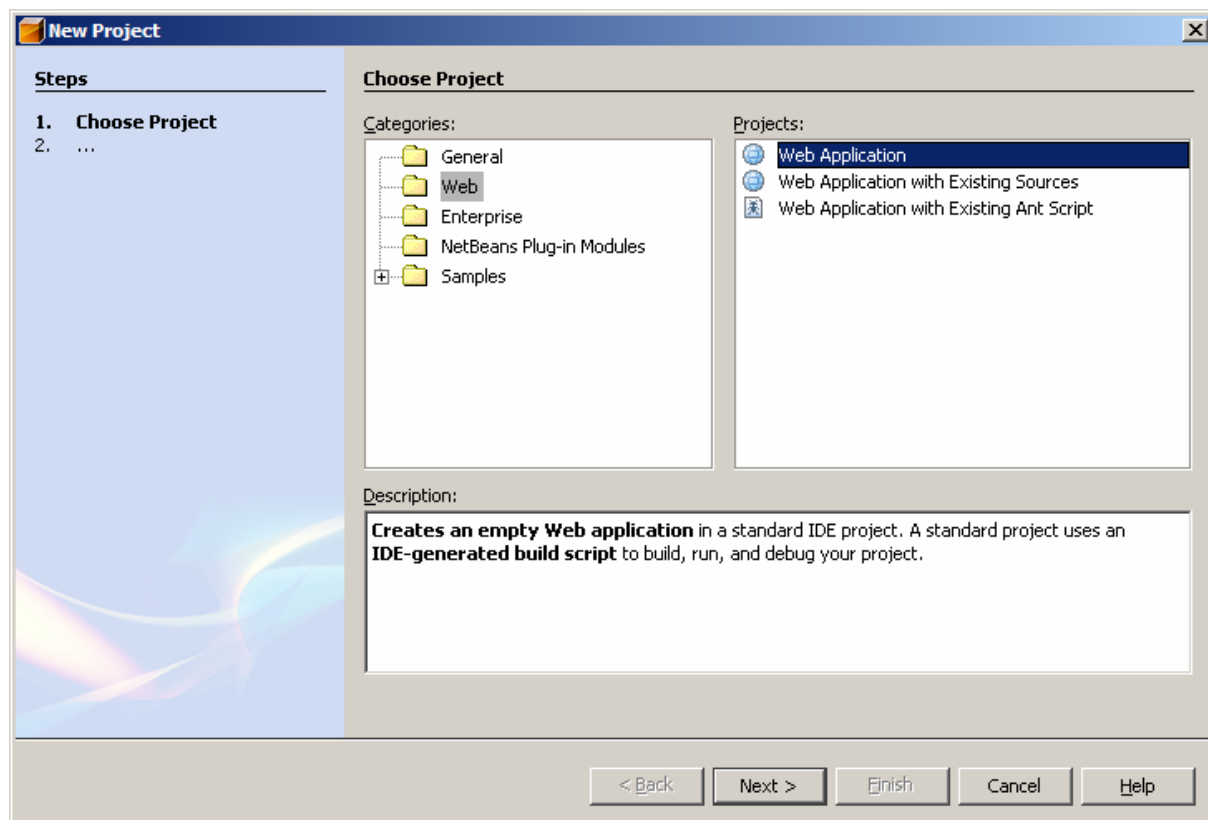 New Project
Steps
1. Choose Project
2. ...
Choose Project
Categories:
General
Web
Enterprise
NetBeans Plug-in Modules
Samples
Projects:
Web Application
Web Application with Existing Sources
Web Application with Existing Ant Script
Description:
Creates an empty Web application in a standard IDE project. A standard project uses an
IDE-generated build script to build, run, and debug your project.
< Back
Next >
Finish
Cancel
Help